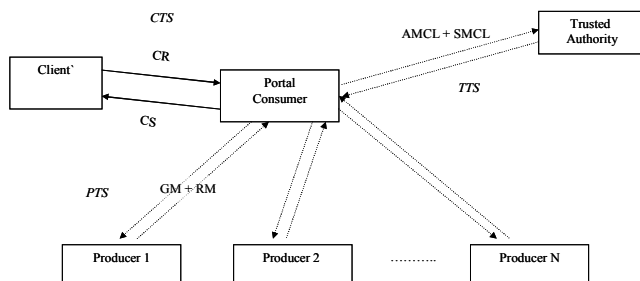 CTS
AMCL + SMCL
Trusted
Authority
CR
Client`
Portal
Consumer
TTS
CS
PTS
GM + RM
Producer 1
Producer 2
...........
Producer N